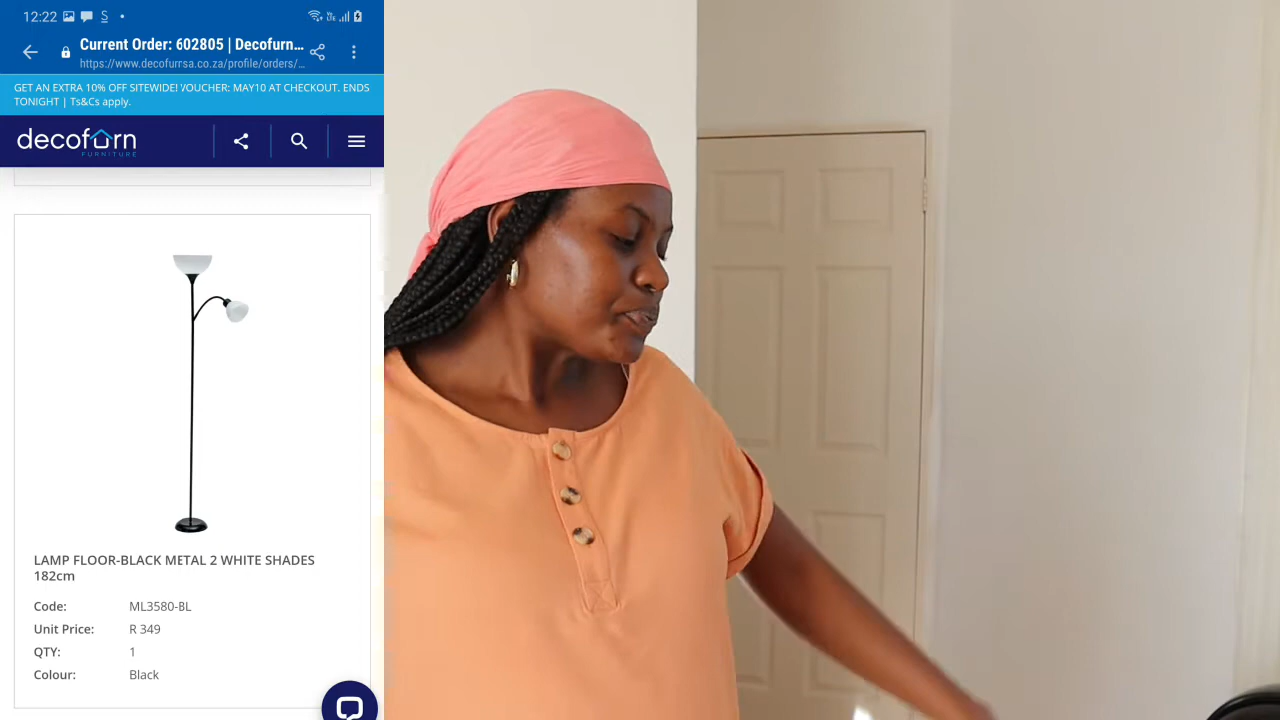 12:22
Current Order: 602805 | Decofurn...
https://www.decofurrsa.co.za/profile/orders/...
GET AN EXTRA 10% OFF SITEWIDE! VOUCHER: MAY10 AT CHECKOUT. ENDS
TONIGHT | Ts&Cs apply.
decofurn
FURNITURE
LAMP FLOOR-BLACK METAL 2 WHITE SHADES
182cm
Code: ML3580-BL
Unit Price: R 349
QTY: 1
Colour: Black